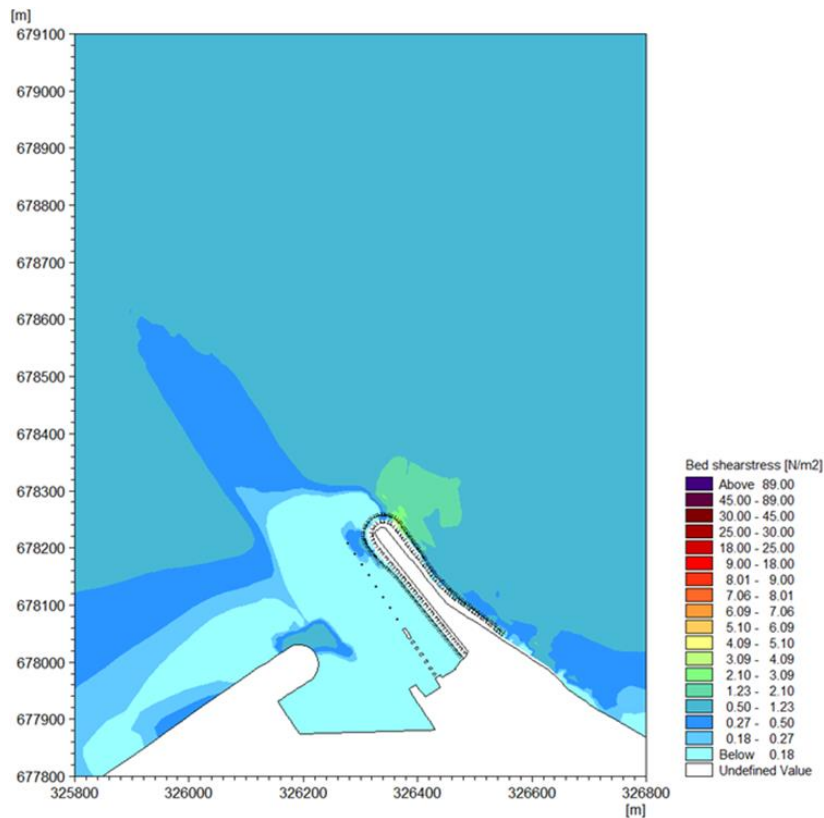 [m]
679100
679000
678900
678800
678700
678600
678500
678400
678300
678200
678100
678000
677900
677800
325800 326000 326200 326400 326600 326800
[m]
Bed shearstress [N/m2]
Above 89.00
45.00 - 89.00
30.00 - 45.00
25.00 - 30.00
18.00 - 25.00
9.00 - 18.00
8.01 - 9.00
7.06 - 8.01
6.09 - 7.06
5.10 - 6.09
4.09 - 5.10
3.09 - 4.09
2.10 - 3.09
1.23 - 2.10
0.50 - 1.23
0.27 - 0.50
0.18 - 0.27
Below 0.18
Undefined Value